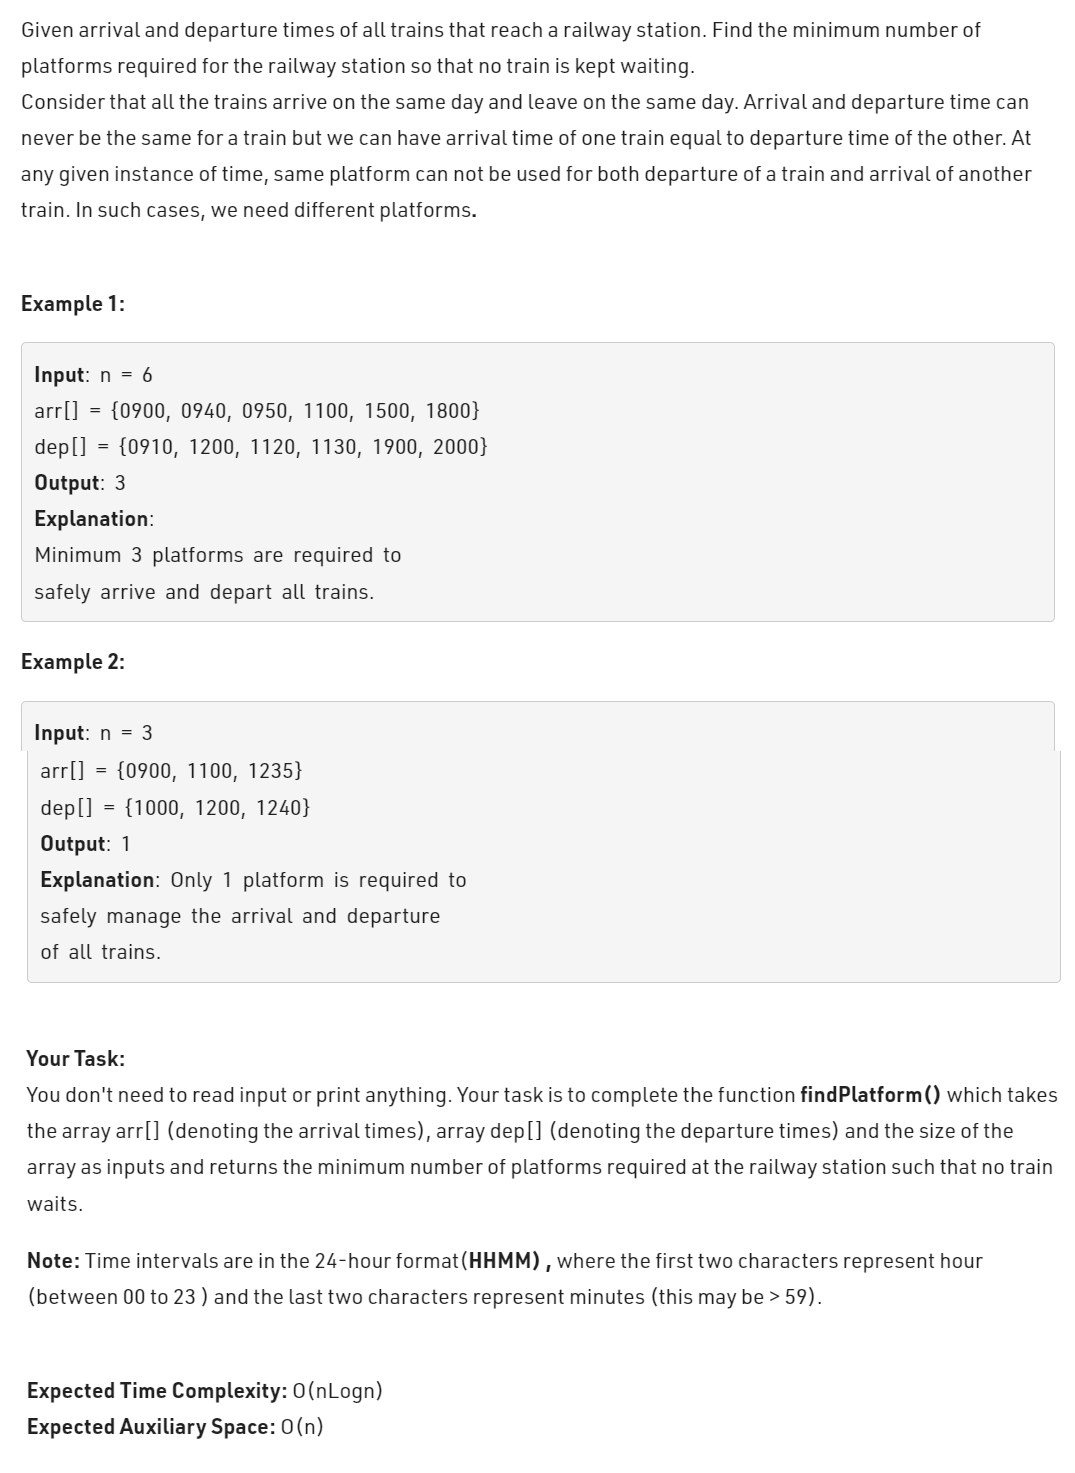 Given arrival and departure times of all trains that reach a railway station. Find the minimum number of
platforms required for the railway station so that no train is kept waiting.
Consider that all the trains arrive on the same day and leave on the same day. Arrival and departure time can
never be the same for a train but we can have arrival time of one train equal to departure time of the other. At
any given instance of time, same platform can not be used for both departure of a train and arrival of another
train. In such cases, we need different platforms.
Example 1:
Input: n = 6
arr[] = {0900, 0940, 0950, 1100, 1500, 1800}
dep[] = {0910, 1200, 1120, 1130, 1900, 2000}
Output: 3
Explanation:
Minimum 3 platforms are required to
safely arrive and depart all trains.
Example 2:
Input: n = 3
arr[] = {0900, 1100, 1235}
dep[] = {1000, 1200, 1240}
Output: 1
Explanation: Only 1 platform is required to
safely manage the arrival and departure
of all trains.
Your Task:
You don't need to read input or print anything. Your task is to complete the function findPlatform() which takes
the array arr[] (denoting the arrival times), array dep[] (denoting the departure times) and the size of the
array as inputs and returns the minimum number of platforms required at the railway station such that no train
waits.
Note: Time intervals are in the 24-hour format(HHMM) , where the first two characters represent hour
(between 00 to 23 ) and the last two characters represent minutes (this may be > 59).
Expected Time Complexity: O(nLogn)
Expected Auxiliary Space: O(n)